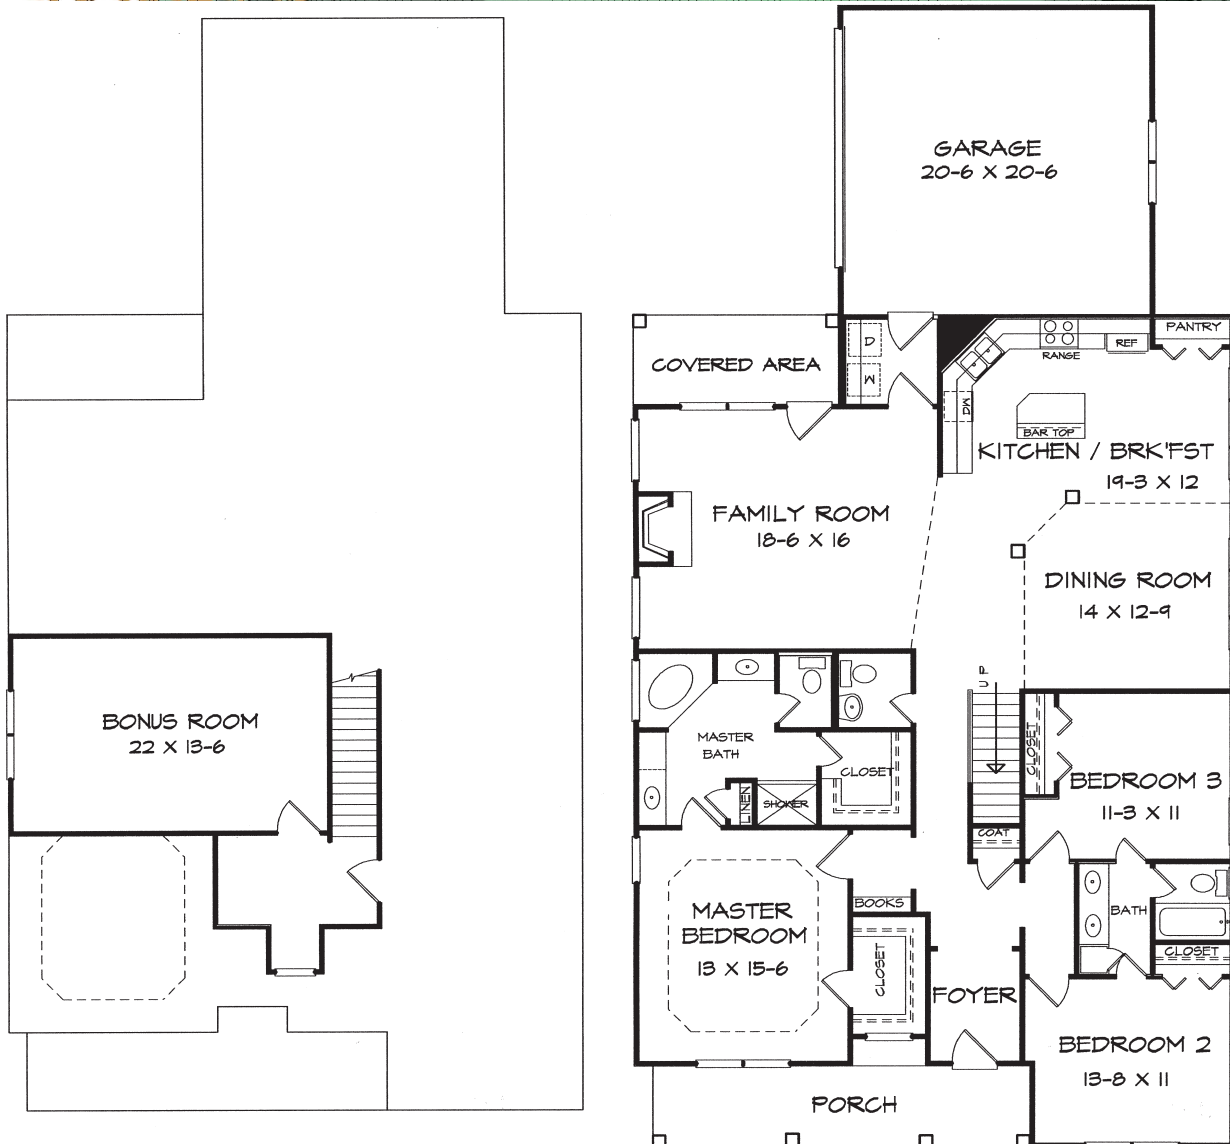 GARAGE
20-6 X 20-6
PANTRY
D
W
REF
RANGE
COVERED AREA
DW
BAR TOP
KITCHEN / BRK'FST
19-3 X 12
FAMILY ROOM
18-6 X 16
DINING ROOM
14 X 12-9
UP
BONUS ROOM
22 X 13-6
MASTER
BATH
CLOSET
CLOSET
BEDROOM 3
11-3 X 11
LINEN
SHOWER
COAT
BOOKS
MASTER
BEDROOM
13 X 15-6
BATH
CLOSET
CLOSET
FOYER
BEDROOM 2
13-8 X 11
PORCH